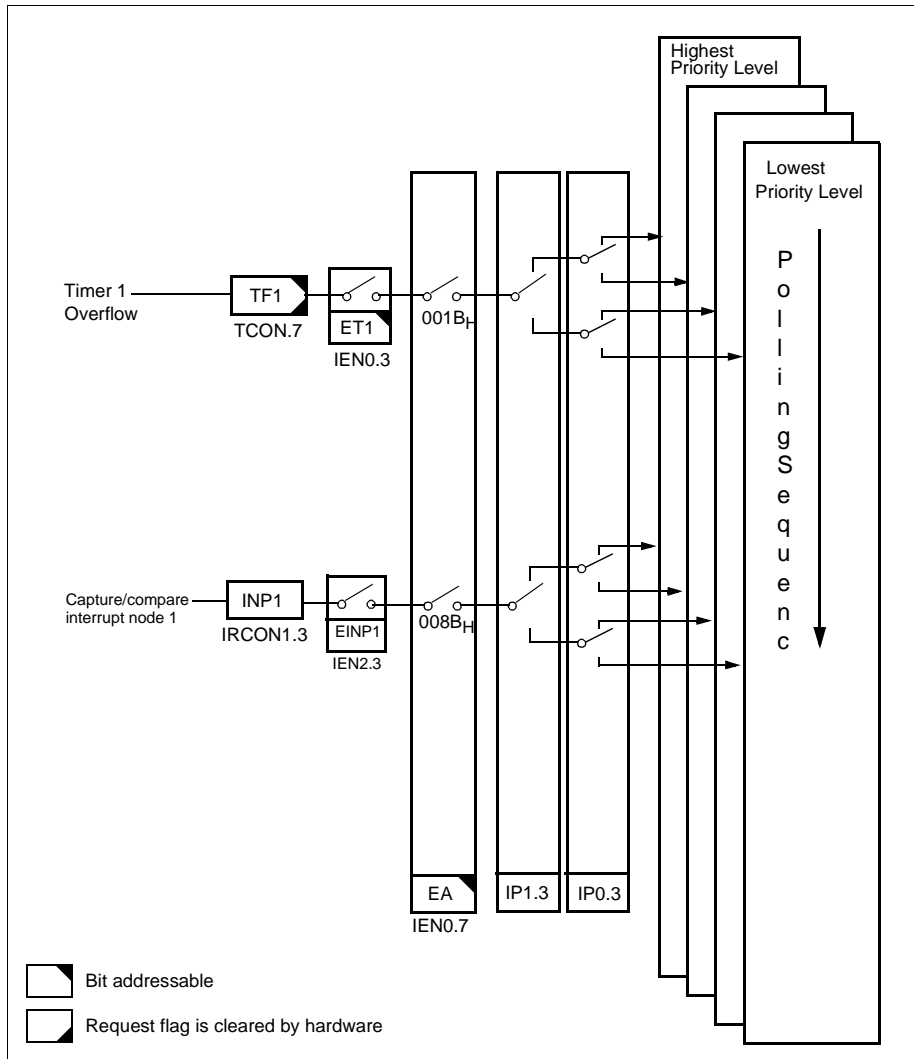 Highest
Priority Level
Lowest
Priority Level
PollingSequenc
Timer 1
Overflow
TF1
TCON.7
ET1
IEN0.3
001BH
Capture/compare
interrupt node 1
INP1
IRCON1.3
EINP1
IEN2.3
008BH
EA
IEN0.7
IP1.3
IP0.3
Bit addressable
Request flag is cleared by hardware